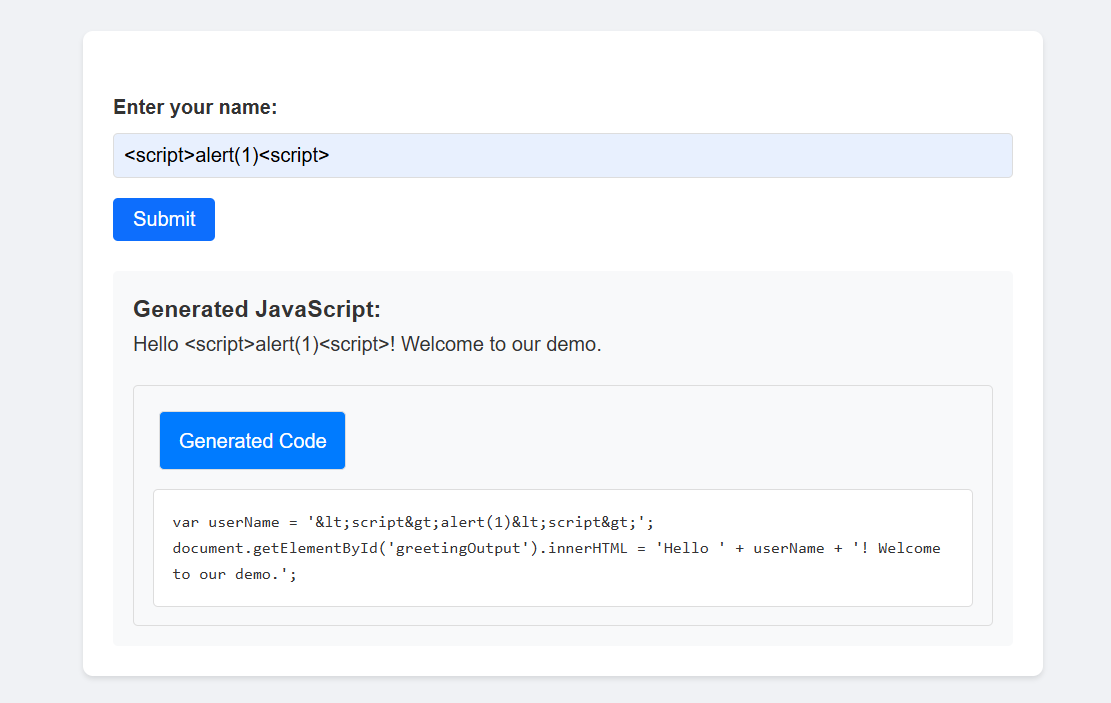 Enter your name:
<script>alert(1)<script>
Submit
Generated JavaScript:
Hello <script>alert(1)<script>! Welcome to our demo.
Generated Code
var userName = '&lt;script&gt;alert(1)&lt;script&gt;';
document.getElementById('greetingOutput').innerHTML = 'Hello ' + userName + '! Welcome
to our demo.';